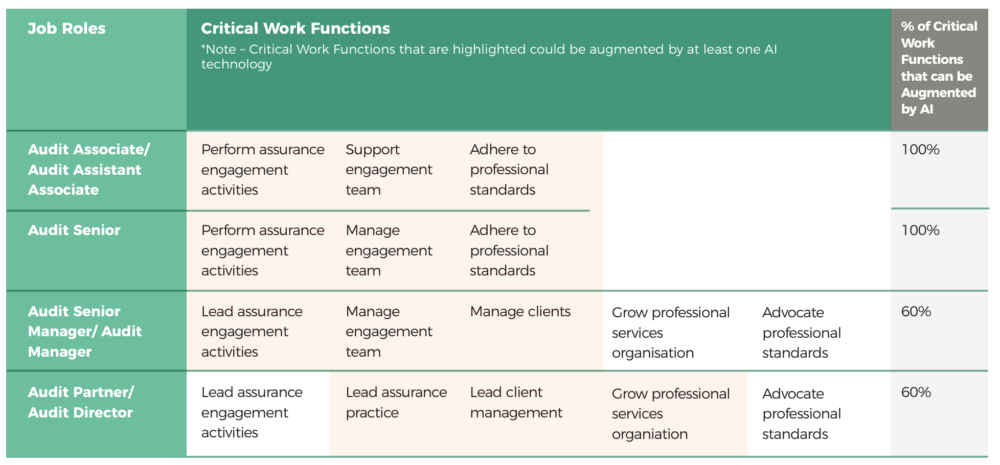 Job Roles
Critical Work Functions
*Note – Critical Work Functions that are highlighted could be augmented by at least one AI
technology
% of Critical
Work
Functions
that can be
Augmented
by AI
Audit Associate/
Audit Assistant
Associate
Perform assurance
engagement
activities
Support
engagement
team
Adhere to
professional
standards
100%
Audit Senior
Perform assurance
engagement
activities
Manage
engagement
team
Adhere to
professional
standards
100%
Audit Senior
Manager/ Audit
Manager
Lead assurance
engagement
activities
Manage
engagement
team
Manage clients
Grow professional
services
organisation
Advocate
professional
standards
60%
Audit Partner/
Audit Director
Lead assurance
engagement
activities
Lead assurance
practice
Lead client
management
Grow professional
services
organiation
Advocate
professional
standards
60%